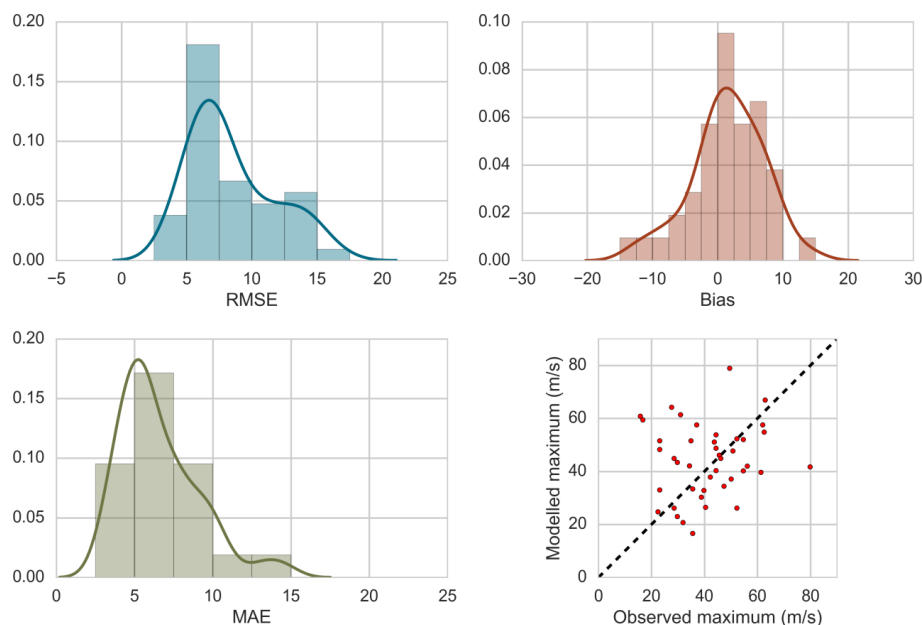 0.20
0.15
0.10
0.05
0.00
−5 0 5 10 15 20 25
RMSE
0.10
0.08
0.06
0.04
0.02
0.00
−30 −20 −10 0 10 20 30
Bias
0.20
0.15
0.10
0.05
0.00
0 5 10 15 20 25
MAE
Modelled maximum (m/s)
80
60
40
20
0
0 20 40 60 80
Observed maximum (m/s)